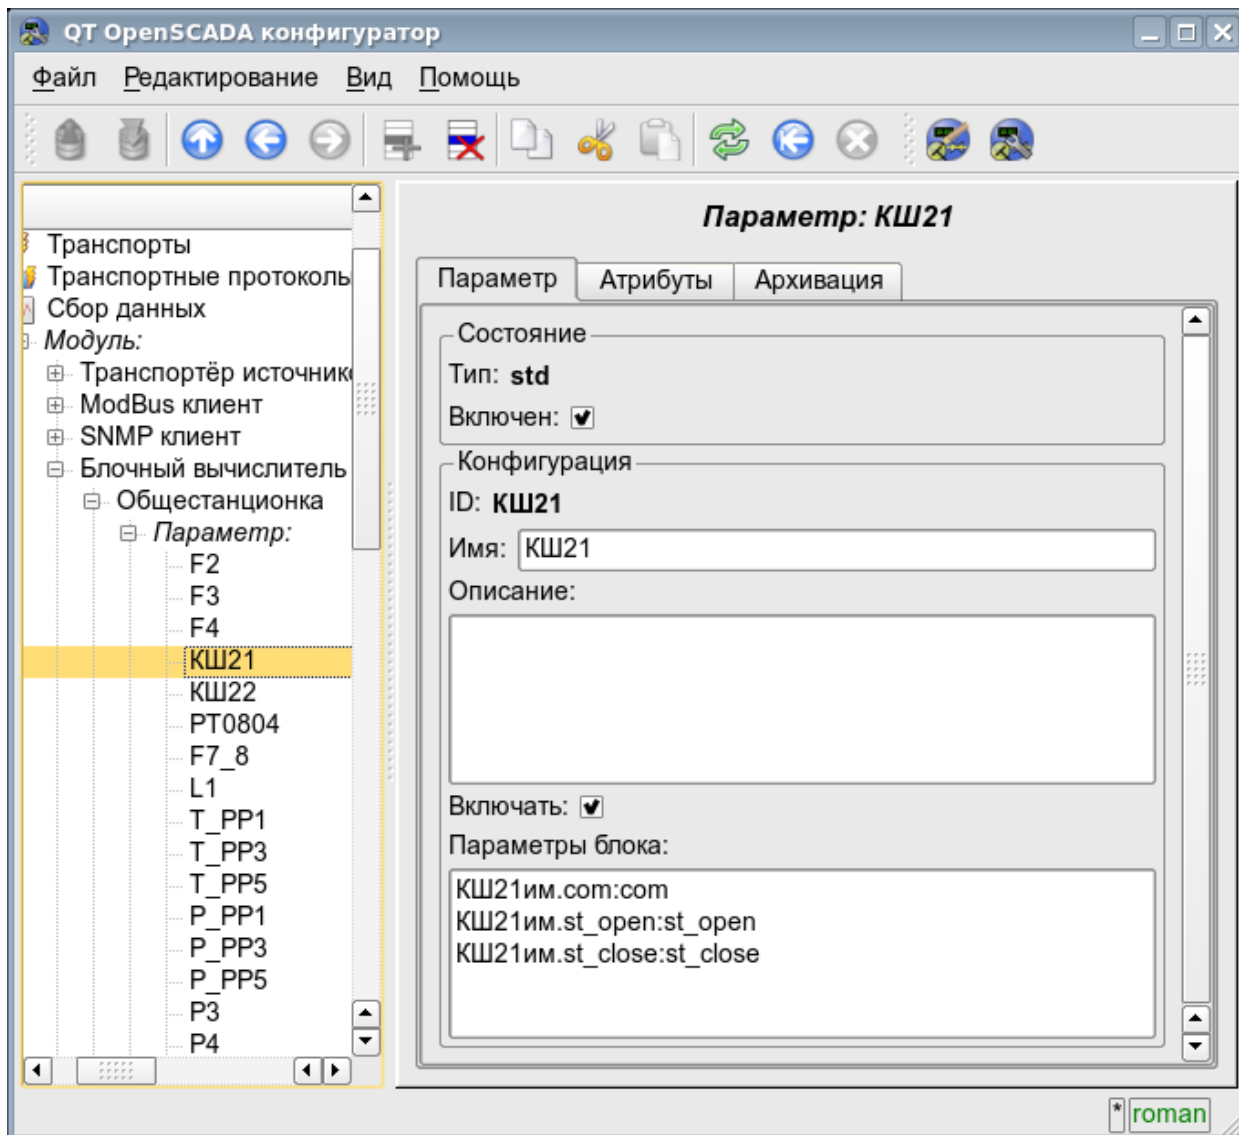 QT OpenSCADA конфигуратор
Файл Редактирование Вид Помощь
Транспорты
Транспортные протоколы
Сбор данных
Модуль:
Транспортёр источнико
ModBus клиент
SNMP клиент
Блочный вычислитель
Общестанционка
Параметр:
F2
F3
F4
КШ21
КШ22
PT0804
F7_8
L1
T_PP1
T_PP3
T_PP5
P_PP1
P_PP3
P_PP5
P3
P4
Параметр: КШ21
Параметр Атрибуты Архивация
Состояние
Тип: std
Включен:
Конфигурация
ID: КШ21
Имя: КШ21
Описание:
Включать:
Параметры блока:
КШ21им.com:com
КШ21им.st_open:st_open
КШ21им.st_close:st_close
* roman